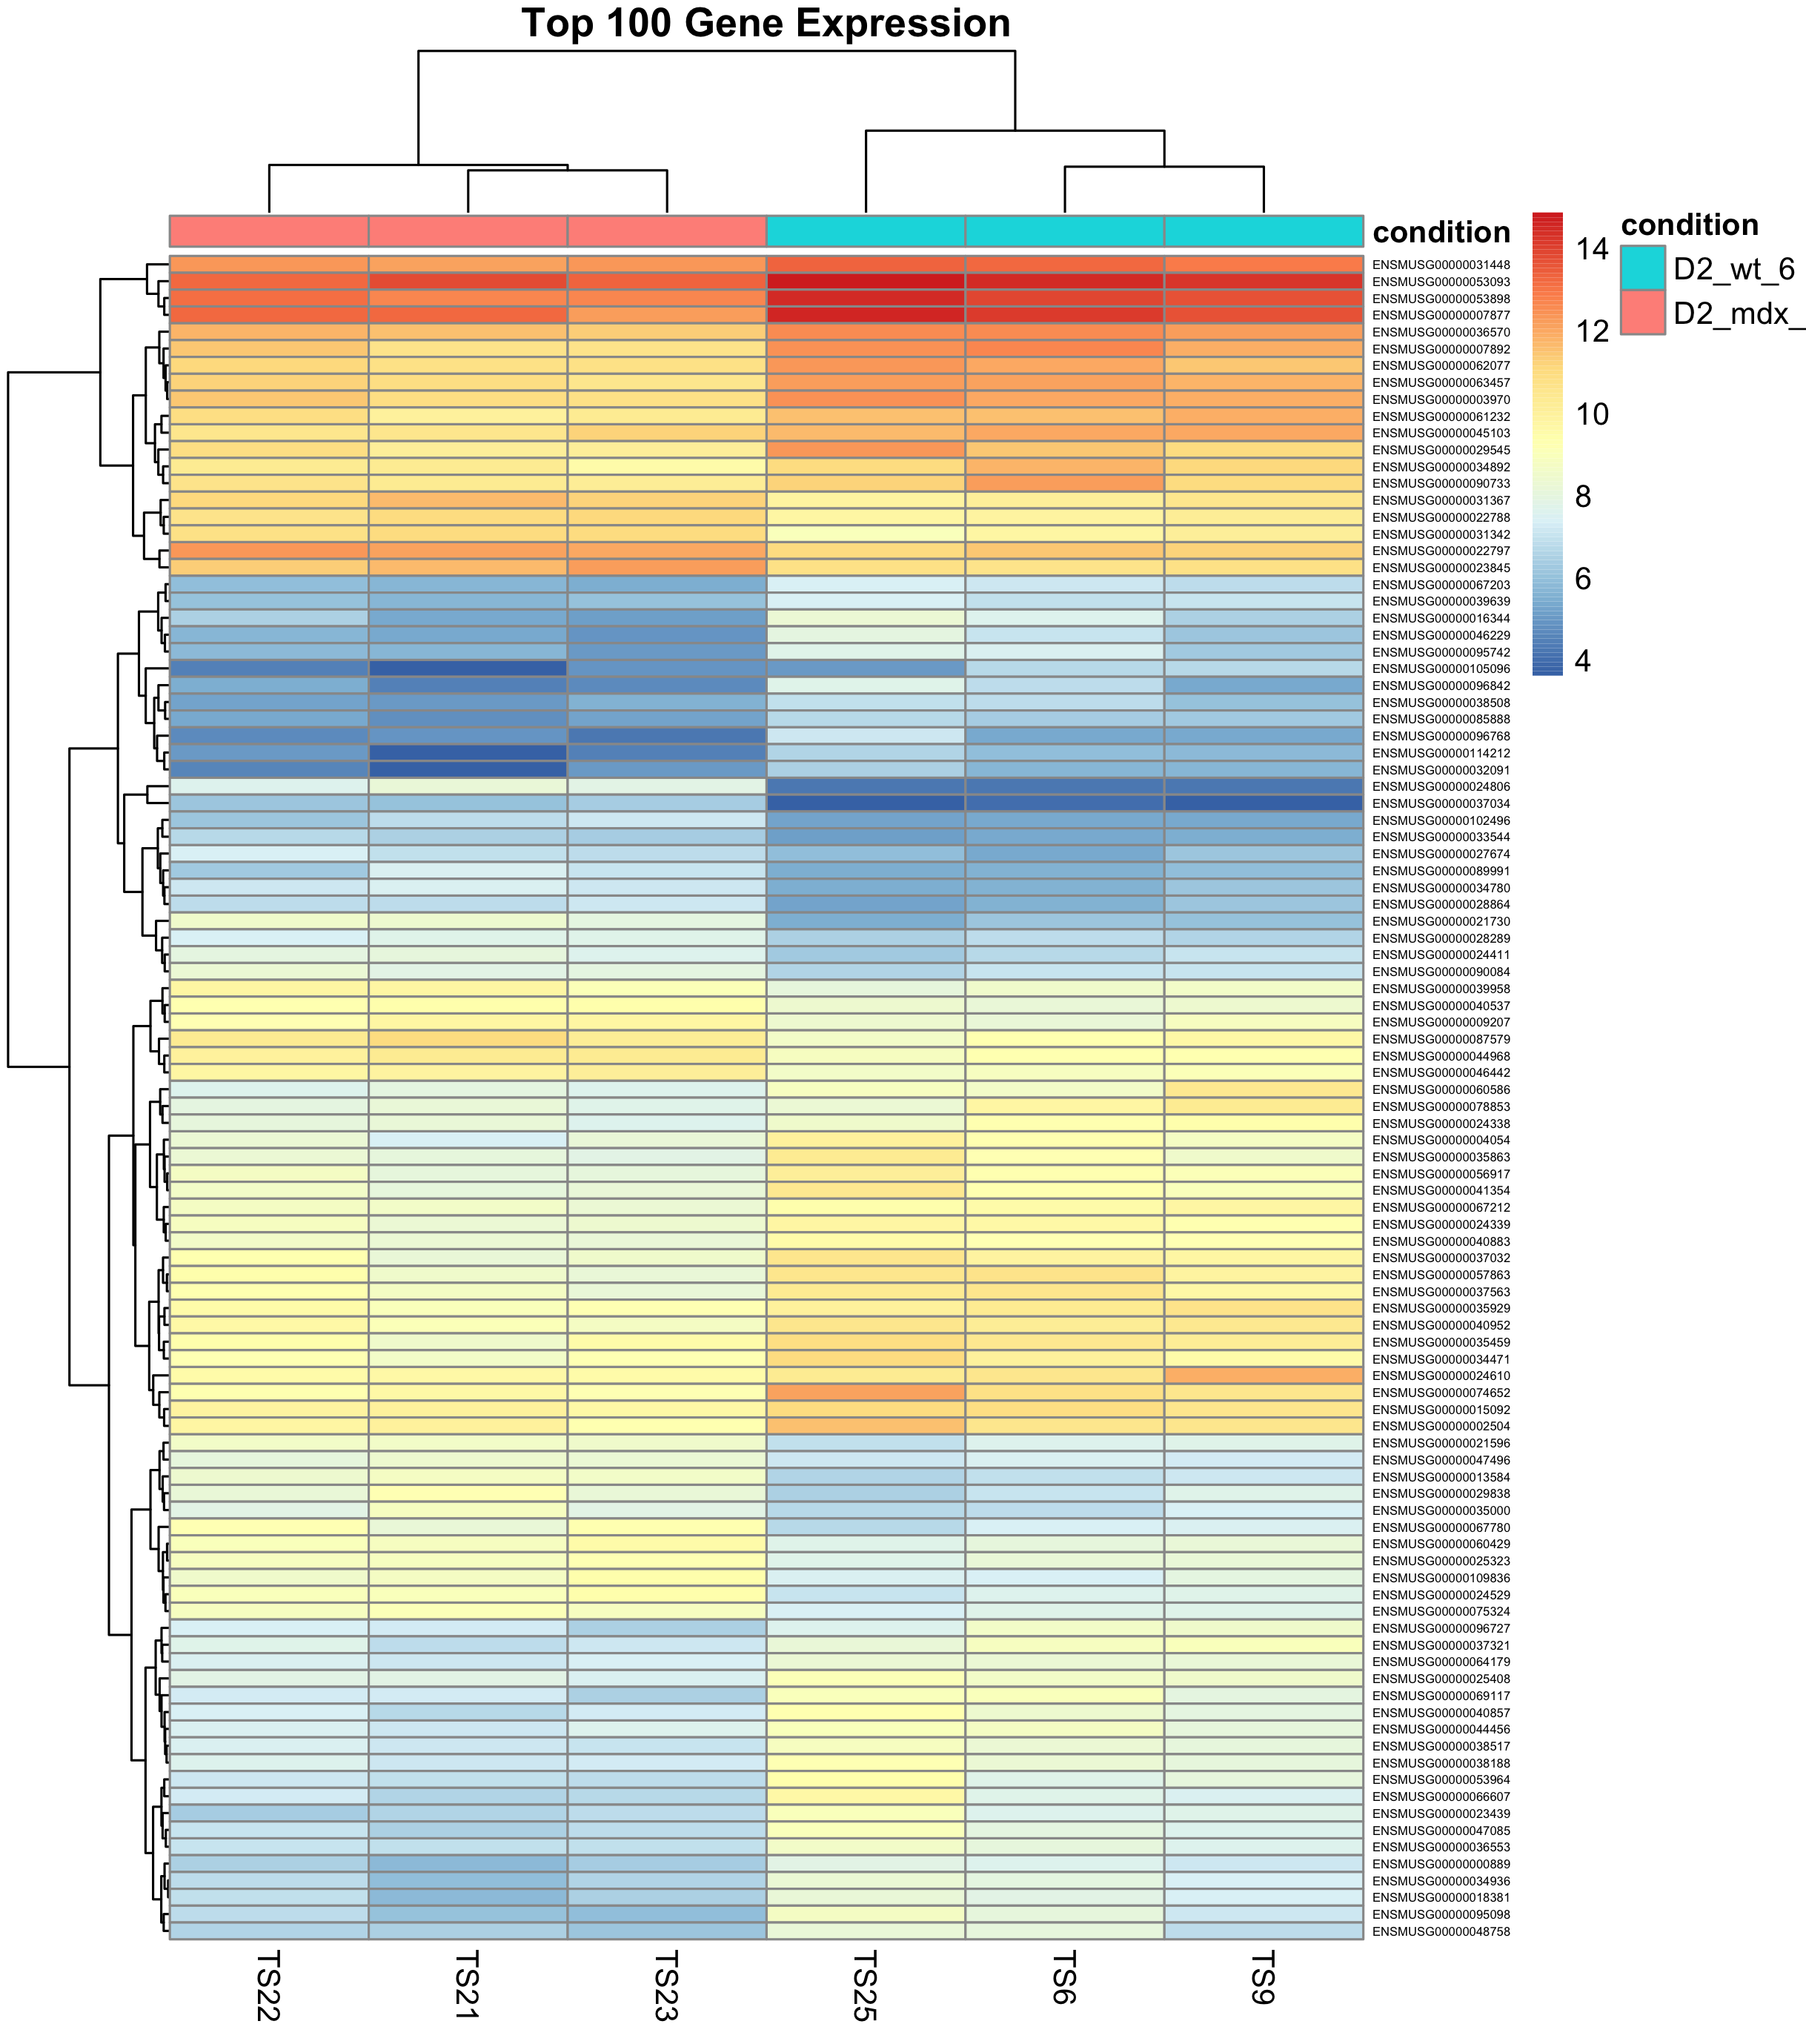 Top 100 Gene Expression
condition
14
12
10
8
6
4
condition
D2_wt_6
D2_mdx_
ENSMUSG00000031448
ENSMUSG00000053093
ENSMUSG00000053898
ENSMUSG00000007877
ENSMUSG00000036570
ENSMUSG00000007892
ENSMUSG00000062077
ENSMUSG00000063457
ENSMUSG00000003970
ENSMUSG00000061232
ENSMUSG00000045103
ENSMUSG00000029545
ENSMUSG00000034892
ENSMUSG00000090733
ENSMUSG00000031367
ENSMUSG00000022788
ENSMUSG00000031342
ENSMUSG00000022797
ENSMUSG00000023845
ENSMUSG00000067203
ENSMUSG00000039639
ENSMUSG00000016344
ENSMUSG00000046229
ENSMUSG00000095742
ENSMUSG00000105096
ENSMUSG00000096842
ENSMUSG00000038508
ENSMUSG00000085888
ENSMUSG00000096768
ENSMUSG00000114212
ENSMUSG00000032091
ENSMUSG00000024806
ENSMUSG00000037034
ENSMUSG00000102496
ENSMUSG00000033544
ENSMUSG00000027674
ENSMUSG00000089991
ENSMUSG00000034780
ENSMUSG00000028864
ENSMUSG00000021730
ENSMUSG00000028289
ENSMUSG00000024411
ENSMUSG00000090084
ENSMUSG00000039958
ENSMUSG00000040537
ENSMUSG00000009207
ENSMUSG00000087579
ENSMUSG00000044968
ENSMUSG00000046442
ENSMUSG00000060586
ENSMUSG00000078853
ENSMUSG00000024338
ENSMUSG00000004054
ENSMUSG00000035863
ENSMUSG00000056917
ENSMUSG00000041354
ENSMUSG00000067212
ENSMUSG00000024339
ENSMUSG00000040883
ENSMUSG00000037032
ENSMUSG00000057863
ENSMUSG00000037563
ENSMUSG00000035929
ENSMUSG00000040952
ENSMUSG00000035459
ENSMUSG00000034471
ENSMUSG00000024610
ENSMUSG00000074652
ENSMUSG00000015092
ENSMUSG00000002504
ENSMUSG00000021596
ENSMUSG00000047496
ENSMUSG00000013584
ENSMUSG00000029838
ENSMUSG00000035000
ENSMUSG00000067780
ENSMUSG00000060429
ENSMUSG00000025323
ENSMUSG00000109836
ENSMUSG00000024529
ENSMUSG00000075324
ENSMUSG00000096727
ENSMUSG00000037321
ENSMUSG00000064179
ENSMUSG00000025408
ENSMUSG00000069117
ENSMUSG00000040857
ENSMUSG00000044456
ENSMUSG00000038517
ENSMUSG00000038188
ENSMUSG00000053964
ENSMUSG00000066607
ENSMUSG00000023439
ENSMUSG00000047085
ENSMUSG00000036553
ENSMUSG00000000889
ENSMUSG00000034936
ENSMUSG00000018381
ENSMUSG00000095098
ENSMUSG00000048758
TS22
TS21
TS23
TS25
TS6
TS9